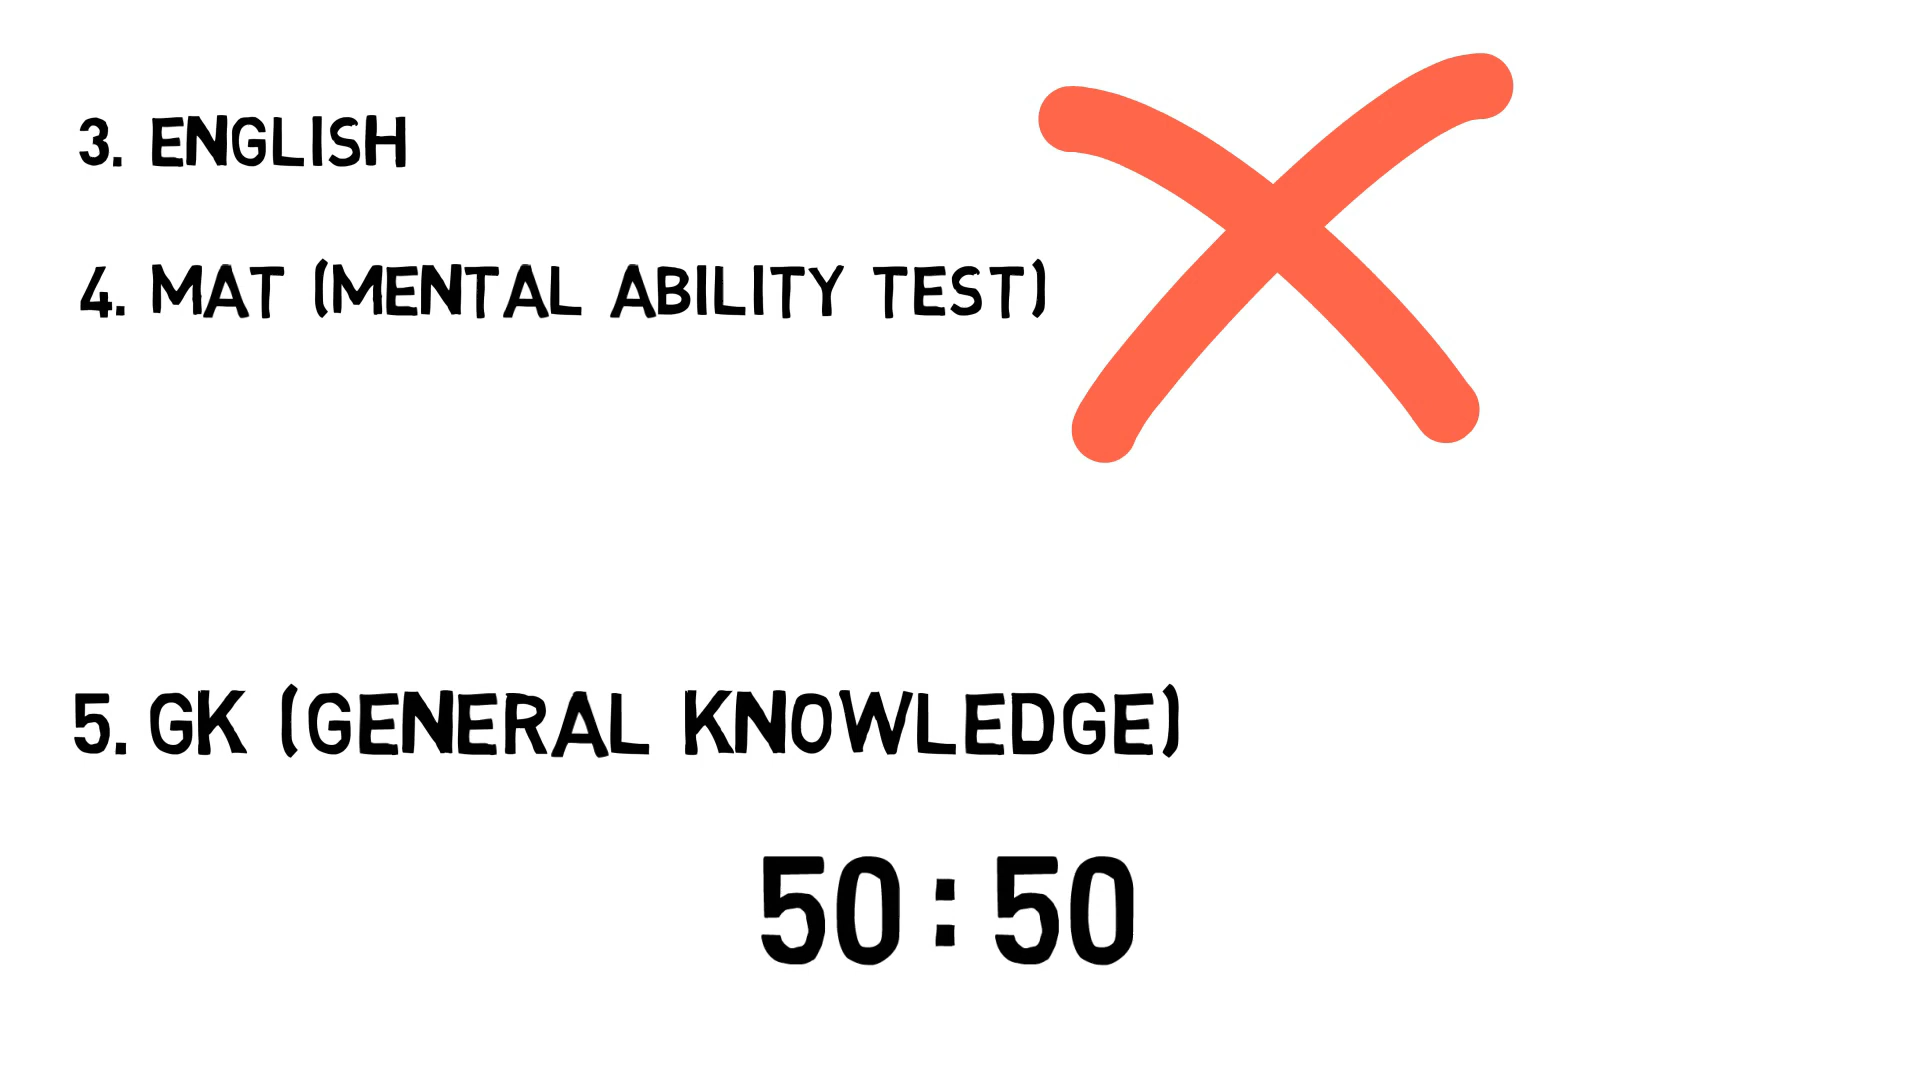 3. ENGLISH
4. MAT (MENTAL ABILITY TEST)
5. GK (GENERAL KNOWLEDGE)
50:50